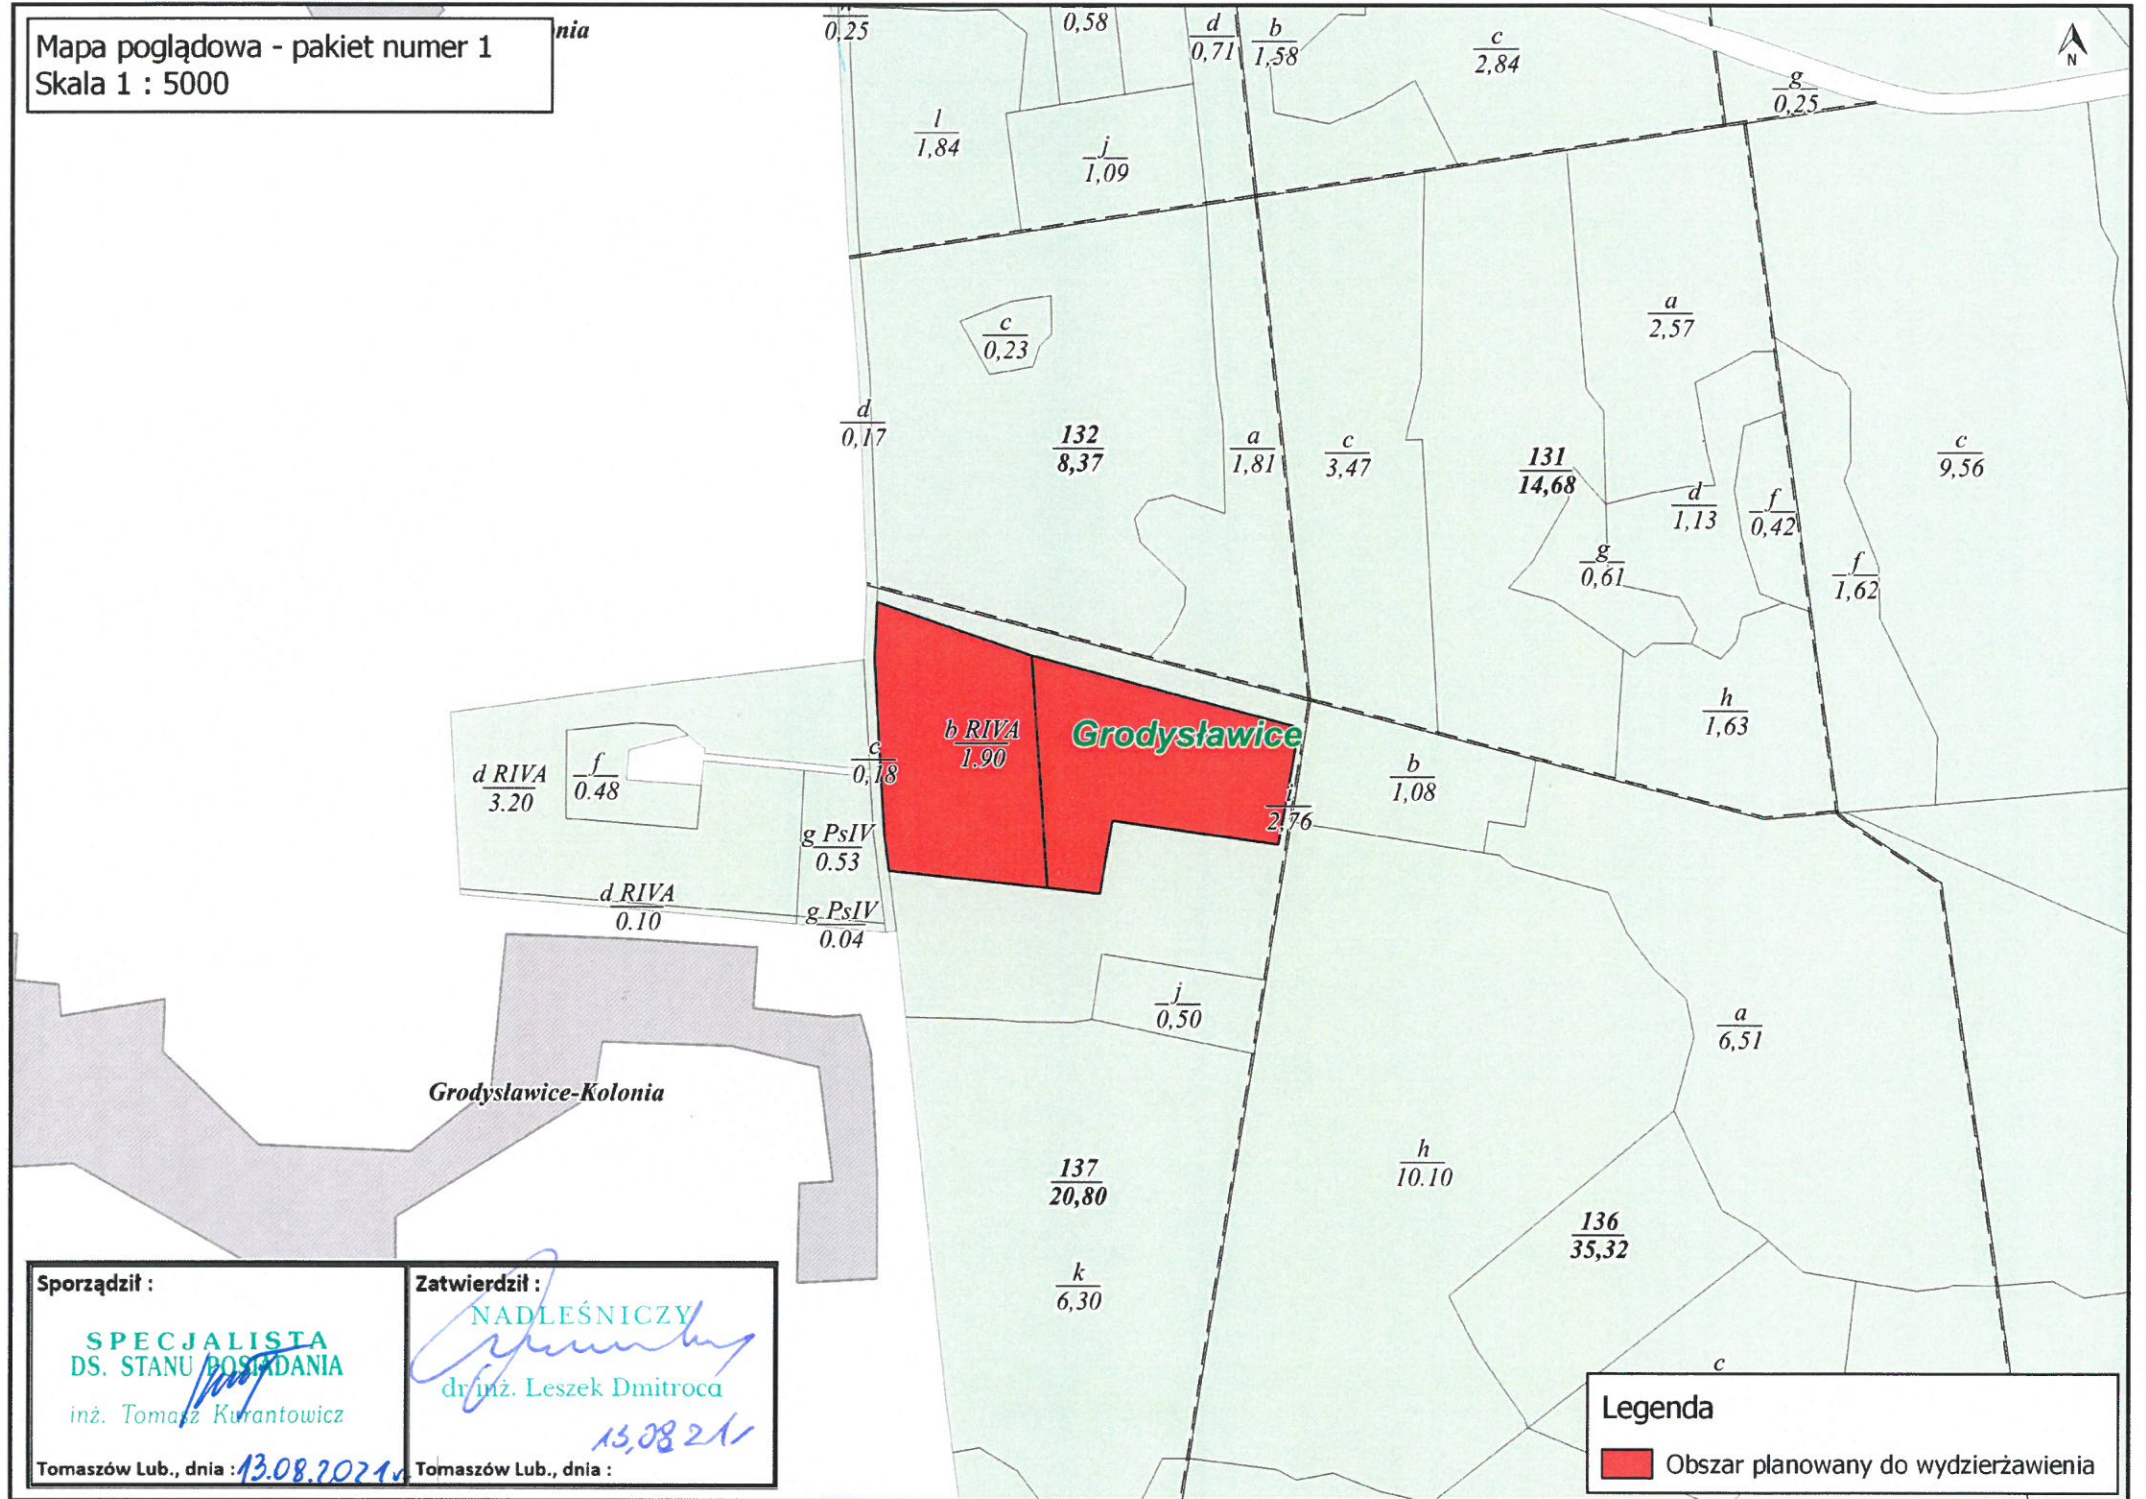 Mapa poglądowa - pakiet numer 1
Skala 1 : 5000
nia
0,25
0,58
d
0,71
b
1,58
c
2,84
g
0,25
N
l
1,84
j
1,09
c
0,23
a
2,57
d
0,17
132
8,37
a
1,81
c
3,47
131
14,68
d
1,13
f
0,42
c
9,56
g
0,61
f
1,62
h
1,63
b RIVA
1.90
Grodysławice
c
0,18
d RIVA
3.20
f
0.48
i
2,76
b
1,08
g PsIV
0.53
d RIVA
0.10
g PsIV
0.04
j
0,50
a
6,51
Grodysławice-Kolonia
137
20,80
h
10.10
136
35,32
k
6,30
c
Sporządził :
SPECJALISTA
DS. STANU POSIADANIA
inż. Tomasz Kurantowicz
Tomaszów Lub., dnia : 13.08.2021 r.
Zatwierdził :
NADLEŚNICZY
dr inż. Leszek Dmitroca
13,08 21r
Tomaszów Lub., dnia :
Legenda
Obszar planowany do wydzierżawienia